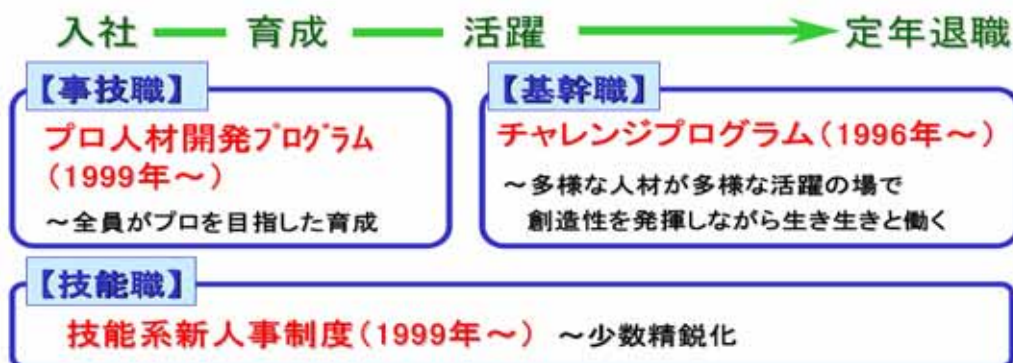 入社 育成 活躍 定年退職
【事技職】
プロ人材開発ﾌﾟﾛｸﾞﾗﾑ
(1999年～)
～全員がプロを目指した育成
【基幹職】
チャレンジプログラム(1996年～)
～多様な人材が多様な活躍の場で
創造性を発揮しながら生き生きと働く
【技能職】
技能系新人事制度(1999年～) ～少数精鋭化